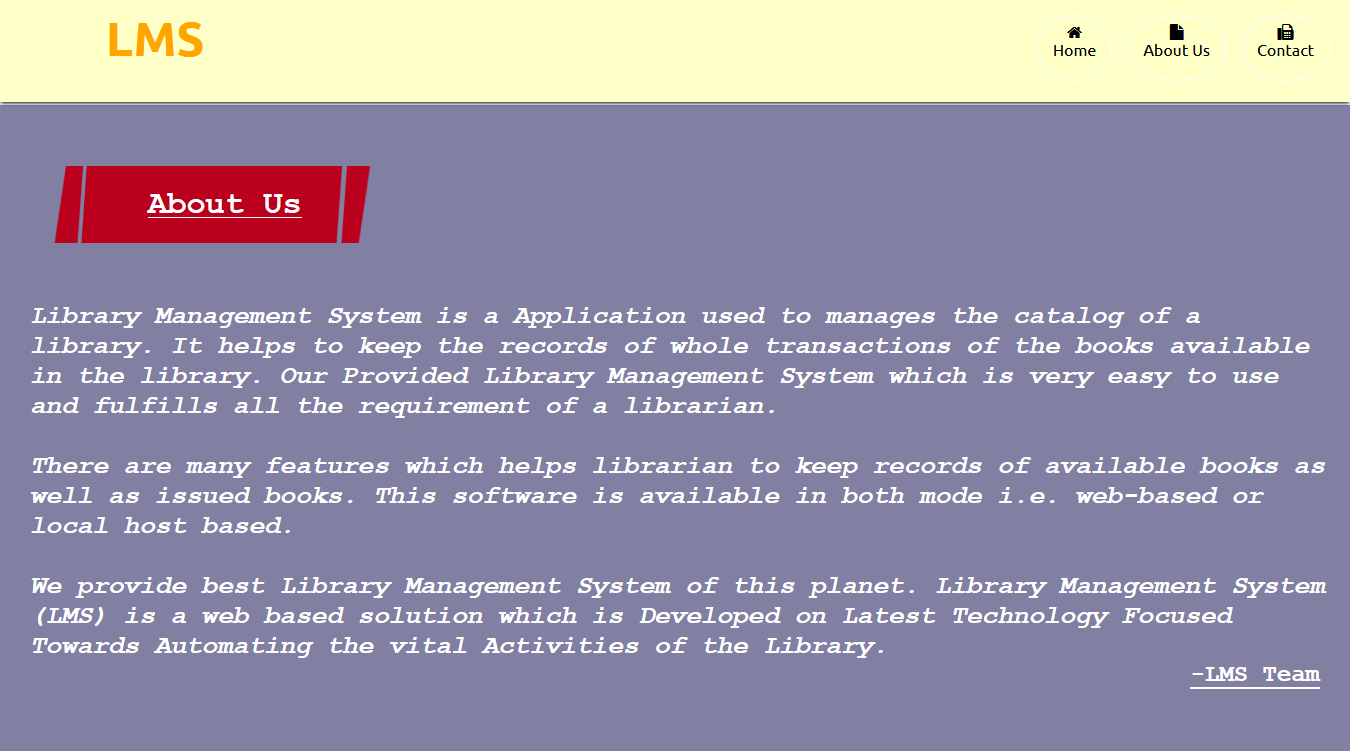 LMS
Home
About Us
Contact
About Us
Library Management System is a Application used to manages the catalog of a
library. It helps to keep the records of whole transactions of the books available
in the library. Our Provided Library Management System which is very easy to use
and fulfills all the requirement of a librarian.
There are many features which helps librarian to keep records of available books as
well as issued books. This software is available in both mode i.e. web-based or
local host based.
We provide best Library Management System of this planet. Library Management System
(LMS) is a web based solution which is Developed on Latest Technology Focused
Towards Automating the vital Activities of the Library.
-LMS Team